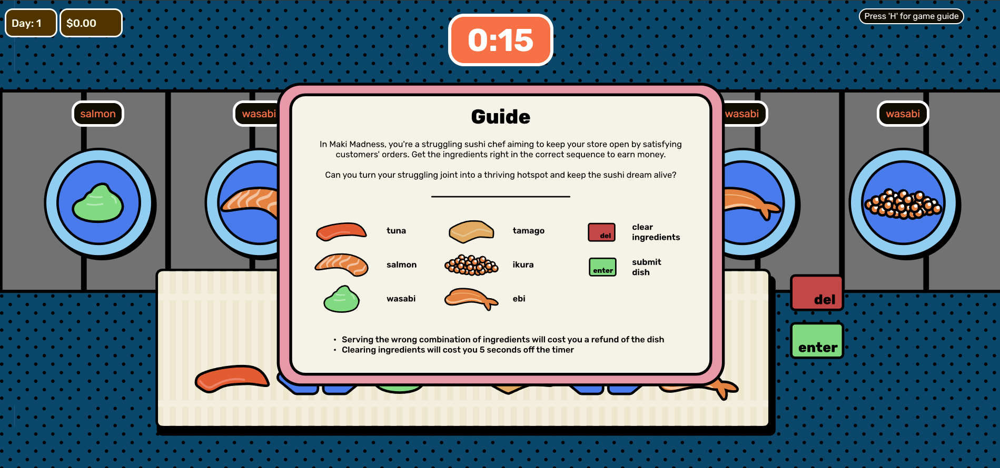 Day: 1
$0.00
0:15
Press 'H' for game guide
salmon
wasabi
wasabi
wasabi
Guide
In Maki Madness, you're a struggling sushi chef aiming to keep your store open by satisfying
customers' orders. Get the ingredients right in the correct sequence to earn money.
Can you turn your struggling joint into a thriving hotspot and keep the sushi dream alive?
tuna
tamago
del
clear
ingredients
salmon
ikura
enter
submit
dish
wasabi
ebi
• Serving the wrong combination of ingredients will cost you a refund of the dish
• Clearing ingredients will cost you 5 seconds off the timer
del
enter